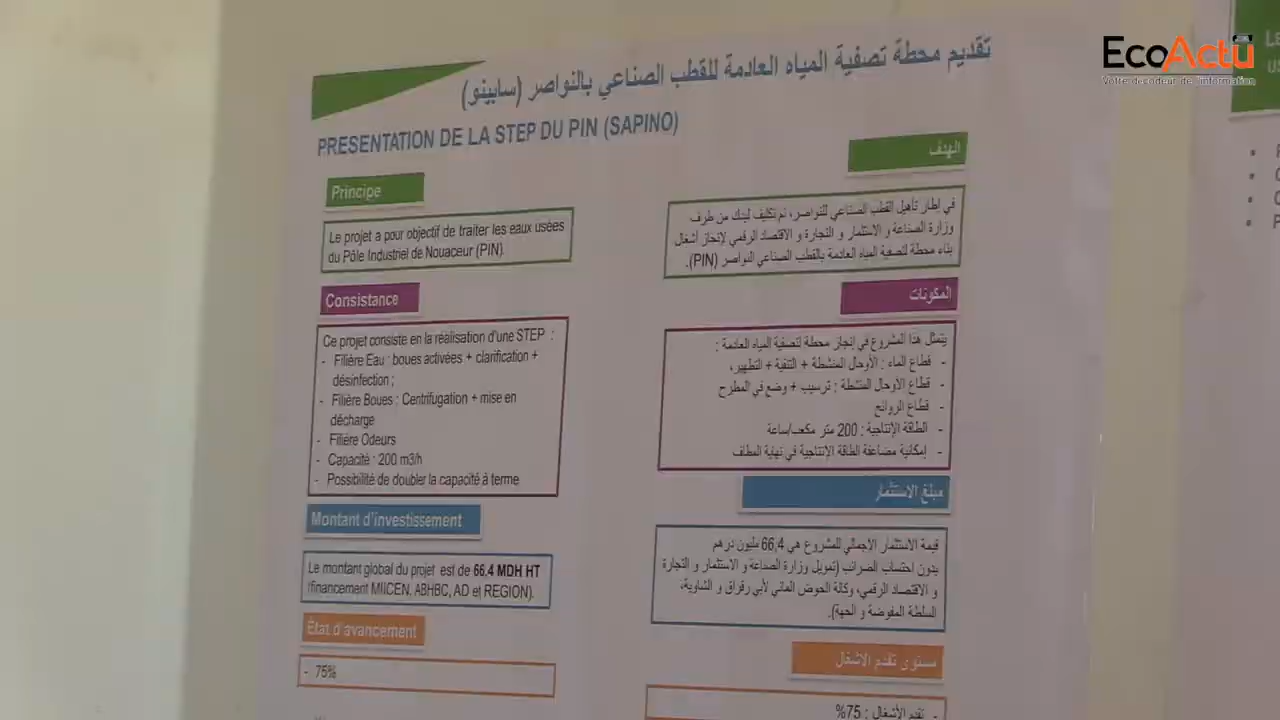 EcoActu
Votre décodeur de l'information
تقديم محطة تصفية المياه العادمة للقطب الصناعي بالنواصر (سابينو)
PRESENTATION DE LA STEP DU PIN (SAPINO)
Principe
Le projet a pour objectif de traiter les eaux usées
du Pôle Industriel de Nouaceur (PIN).
Consistance
Ce projet consiste en la réalisation d'une STEP :
- Filière Eau : boues activées + clarification +
désinfection ;
- Filière Boues : Centrifugation + mise en
décharge
- Filière Odeurs
- Capacité : 200 m3/h
- Possibilité de doubler la capacité à terme
Montant d'investissement
Le montant global du projet est de 66.4 MDH HT
(financement MIICEN, ABHBC, AD et REGION).
État d'avancement
- 75%
الهدف
في إطار تأهيل القطب الصناعي للنواصر، تم تكليف ليدك من طرف
وزارة الصناعة و الاستثمار و التجارة و الاقتصاد الرقمي لإنجاز أشغال
بناء محطة لتصفية المياه العادمة بالقطب الصناعي النواصر (PIN).
المكونات
يتمثل هذا المشروع في إنجاز محطة لتصفية المياه العادمة :
- قطاع الماء : الأوحال المنشطة + التنقية + التطهير،
- قطاع الأوحال المنشطة : ترسيب + وضع في المطرح
- قطاع الروائح
- الطاقة الإنتاجية : 200 متر مكعب/ساعة
- إمكانية مضاعفة الطاقة الإنتاجية في نهاية المطاف
مبلغ الاستثمار
قيمة الاستثمار الاجمالي للمشروع هي 66,4 مليون درهم
بدون احتساب الضرائب (تمويل وزارة الصناعة و الاستثمار و التجارة
و الاقتصاد الرقمي، وكالة الحوض المائي لأبي رقراق و الشاوية،
السلطة المفوضة و الجهة).
مستوى تقدم الاشغال
- تقدم الأشغال : 75%